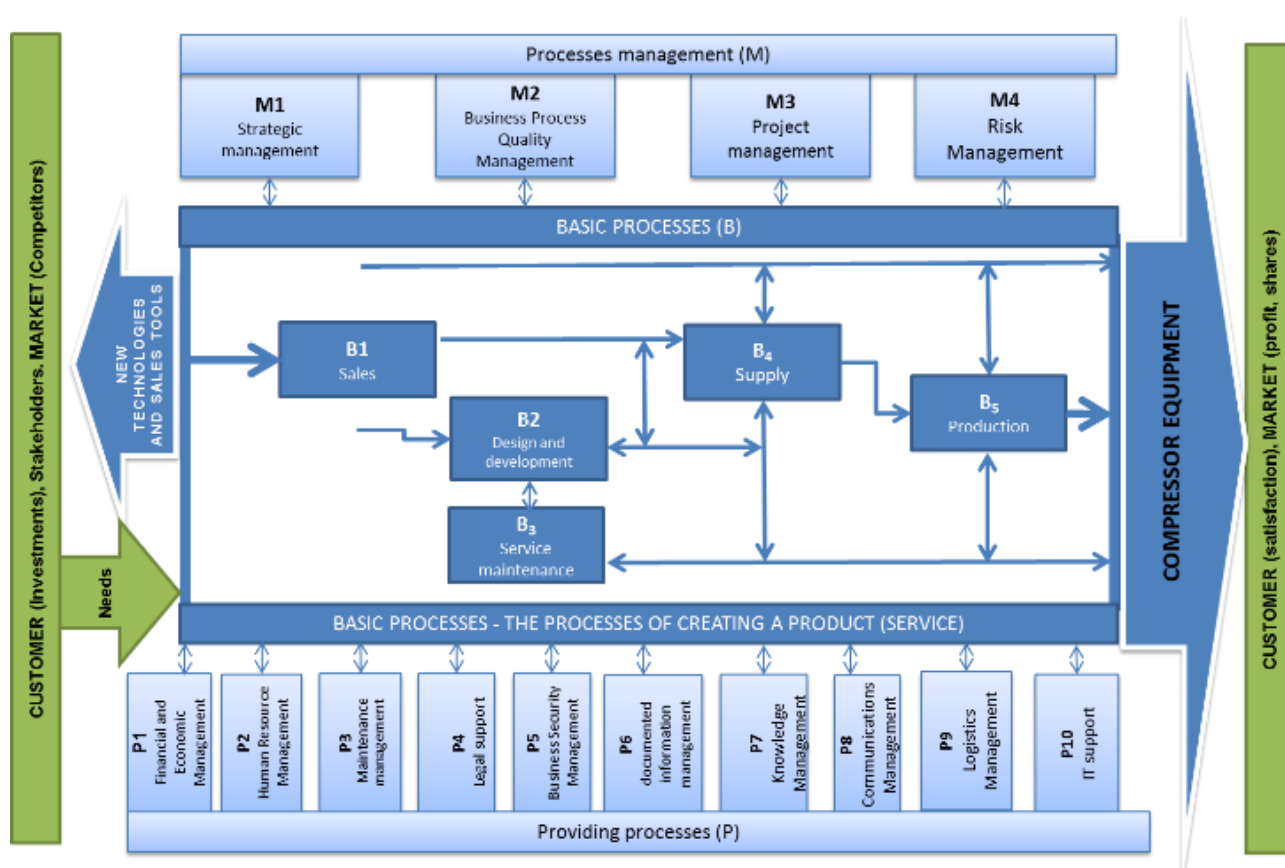 Processes management (M)
M1
Strategic
management
M2
Business Process
Quality
Management
M3
Project
management
M4
Risk
Management
CUSTOMER (Investments), Stakeholders, MARKET (Competitors)
NEW
TECHNOLOGIES
AND SALES TOOLS
Needs
BASIC PROCESSES (B)
B1
Sales
B2
Design and
development
B₃
Service
maintenance
B₄
Supply
B₅
Production
COMPRESSOR EQUIPMENT
CUSTOMER (satisfaction), MARKET (profit, shares)
BASIC PROCESSES - THE PROCESSES OF CREATING A PRODUCT (SERVICE)
P1
Financial and
Economic
Management
P2
Human Resource
Management
P3
Maintenance
management
P4
Legal support
P5
Business Security
Management
P6
documented
information
management
P7
Knowledge
Management
P8
Communications
Management
P9
Logistics
Management
P10
IT support
Providing processes (P)